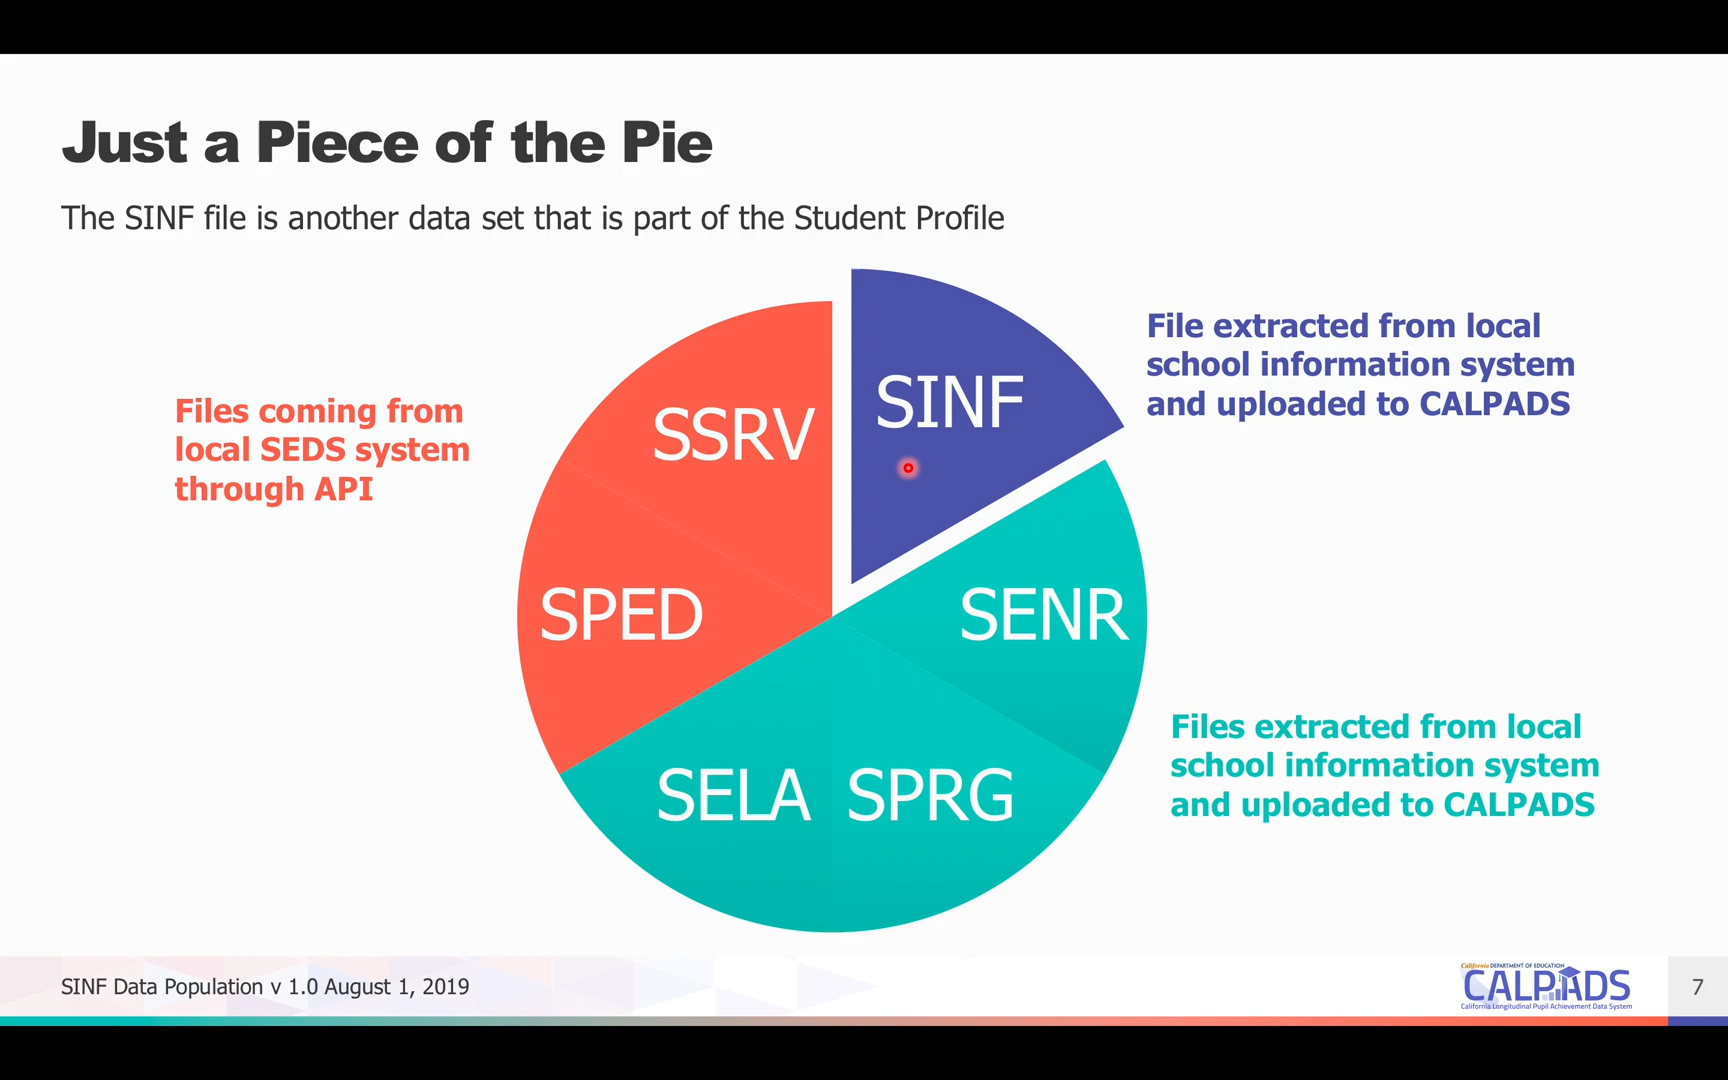 Just a Piece of the Pie
The SINF file is another data set that is part of the Student Profile
File extracted from local
school information system
and uploaded to CALPADS
Files coming from
local SEDS system
through API
SINF
SSRV
SENR
SPED
SELA
SPRG
Files extracted from local
school information system
and uploaded to CALPADS
SINF Data Population v 1.0 August 1, 2019
California DEPARTMENT OF EDUCATION
CALPADS
California Longitudinal Pupil Achievement Data System
7